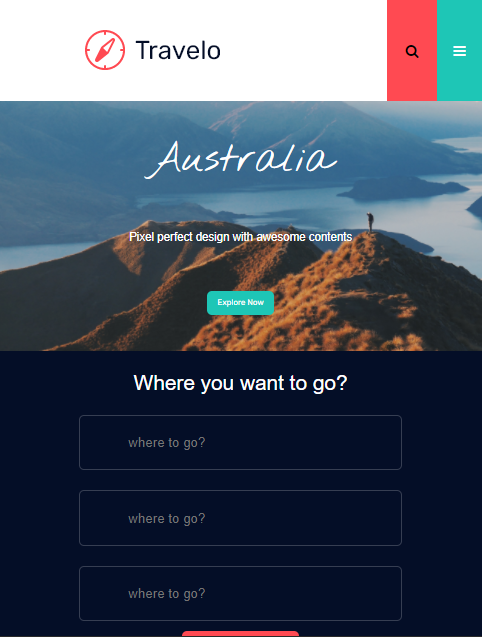 Travelo
Australia
Pixel perfect design with awesome contents
Explore Now
Where you want to go?
where to go?
where to go?
where to go?